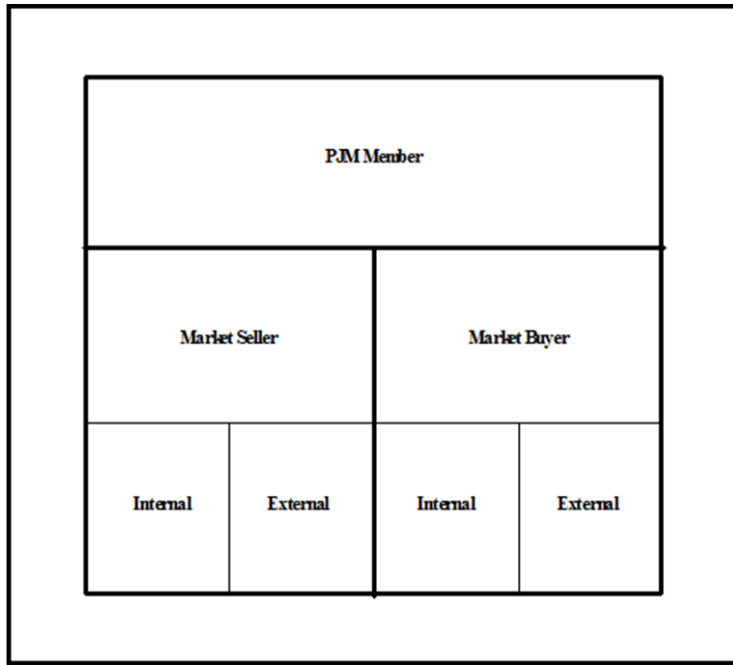 PJM Member
Market Seller
Market Buyer
Internal
External
Internal
External